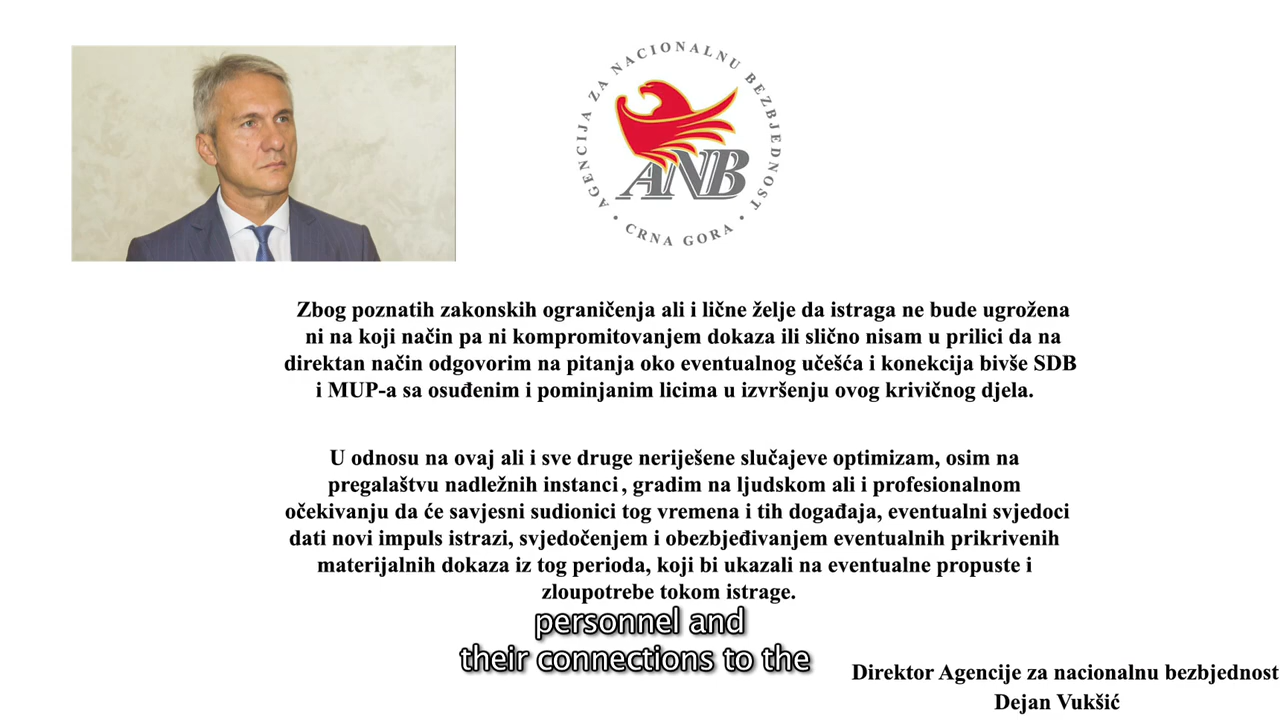 AGENCIJA ZA NACIONALNU BEZBJEDNOST
• CRNA GORA •
ANB
Zbog poznatih zakonskih ograničenja ali i lične želje da istraga ne bude ugrožena
ni na koji način pa ni kompromitovanjem dokaza ili slično nisam u prilici da na
direktan način odgovorim na pitanja oko eventualnog učešća i konekcija bivše SDB
i MUP-a sa osuđenim i pominjanim licima u izvršenju ovog krivičnog djela.
U odnosu na ovaj ali i sve druge neriješene slučajeve optimizam, osim na
pregalaštvu nadležnih instanci , gradim na ljudskom ali i profesionalnom
očekivanju da će savjesni sudionici tog vremena i tih događaja, eventualni svjedoci
dati novi impuls istrazi, svjedočenjem i obezbjeđivanjem eventualnih prikrivenih
materijalnih dokaza iz tog perioda, koji bi ukazali na eventualne propuste i
zloupotrebe tokom istrage.
personnel and
their connections to the
Direktor Agencije za nacionalnu bezbjednost
Dejan Vukšić